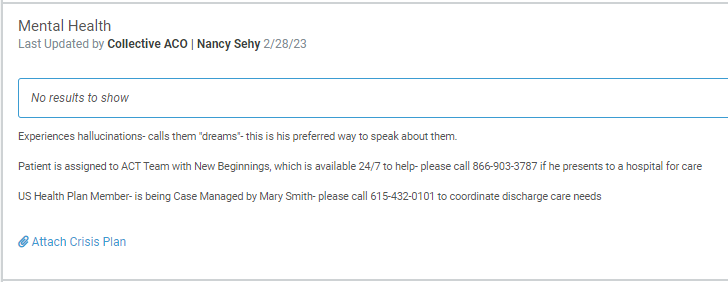 Mental Health
Last Updated by Collective ACO | Nancy Sehy 2/28/23
No results to show
Experiences hallucinations- calls them "dreams"- this is his preferred way to speak about them.
Patient is assigned to ACT Team with New Beginnings, which is available 24/7 to help- please call 866-903-3787 if he presents to a hospital for care
US Health Plan Member- is being Case Managed by Mary Smith- please call 615-432-0101 to coordinate discharge care needs
Attach Crisis Plan